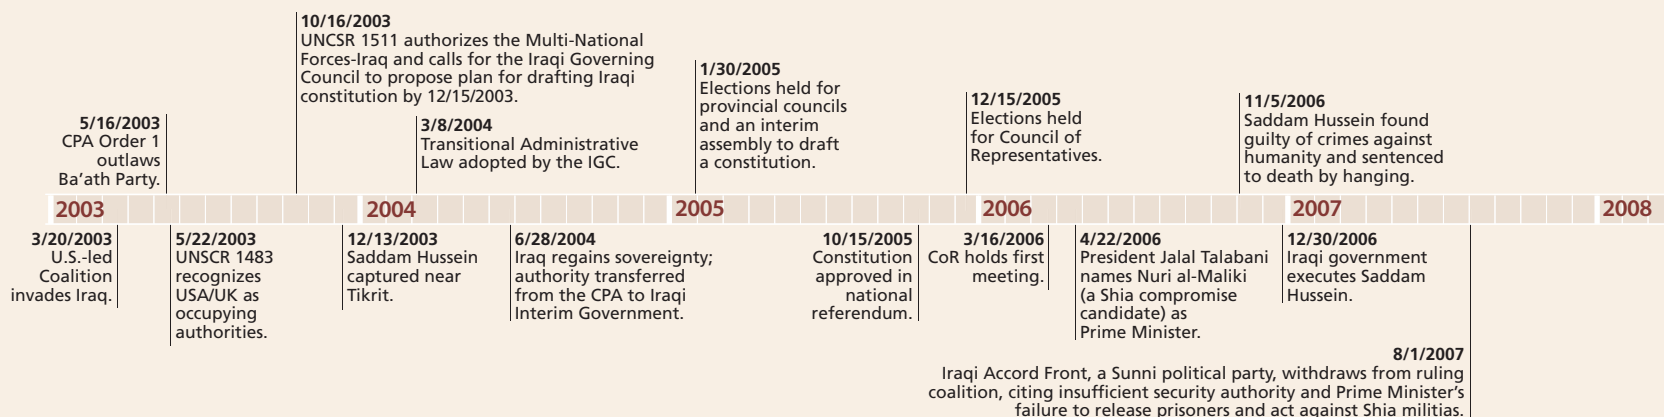 10/16/2003
UNCSR 1511 authorizes the Multi-National
Forces-Iraq and calls for the Iraqi Governing
Council to propose plan for drafting Iraqi
constitution by 12/15/2003.
1/30/2005
Elections held for
provincial councils
and an interim
assembly to draft
a constitution.
12/15/2005
Elections held
for Council of
Representatives.
11/5/2006
Saddam Hussein found
guilty of crimes against
humanity and sentenced
to death by hanging.
5/16/2003
CPA Order 1
outlaws
Ba’ath Party.
3/8/2004
Transitional Administrative
Law adopted by the IGC.
2003 2004 2005 2006 2007 2008
3/20/2003
U.S.-led
Coalition
invades Iraq.
5/22/2003
UNSCR 1483
recognizes
USA/UK as
occupying
authorities.
12/13/2003
Saddam Hussein
captured near
Tikrit.
6/28/2004
Iraq regains sovereignty;
authority transferred
from the CPA to Iraqi
Interim Government.
10/15/2005
Constitution
approved in
national
referendum.
3/16/2006
CoR holds first
meeting.
4/22/2006
President Jalal Talabani
names Nuri al-Maliki
(a Shia compromise
candidate) as
Prime Minister.
12/30/2006
Iraqi government
executes Saddam
Hussein.
8/1/2007
Iraqi Accord Front, a Sunni political party, withdraws from ruling
coalition, citing insufficient security authority and Prime Minister’s
failure to release prisoners and act against Shia militias.